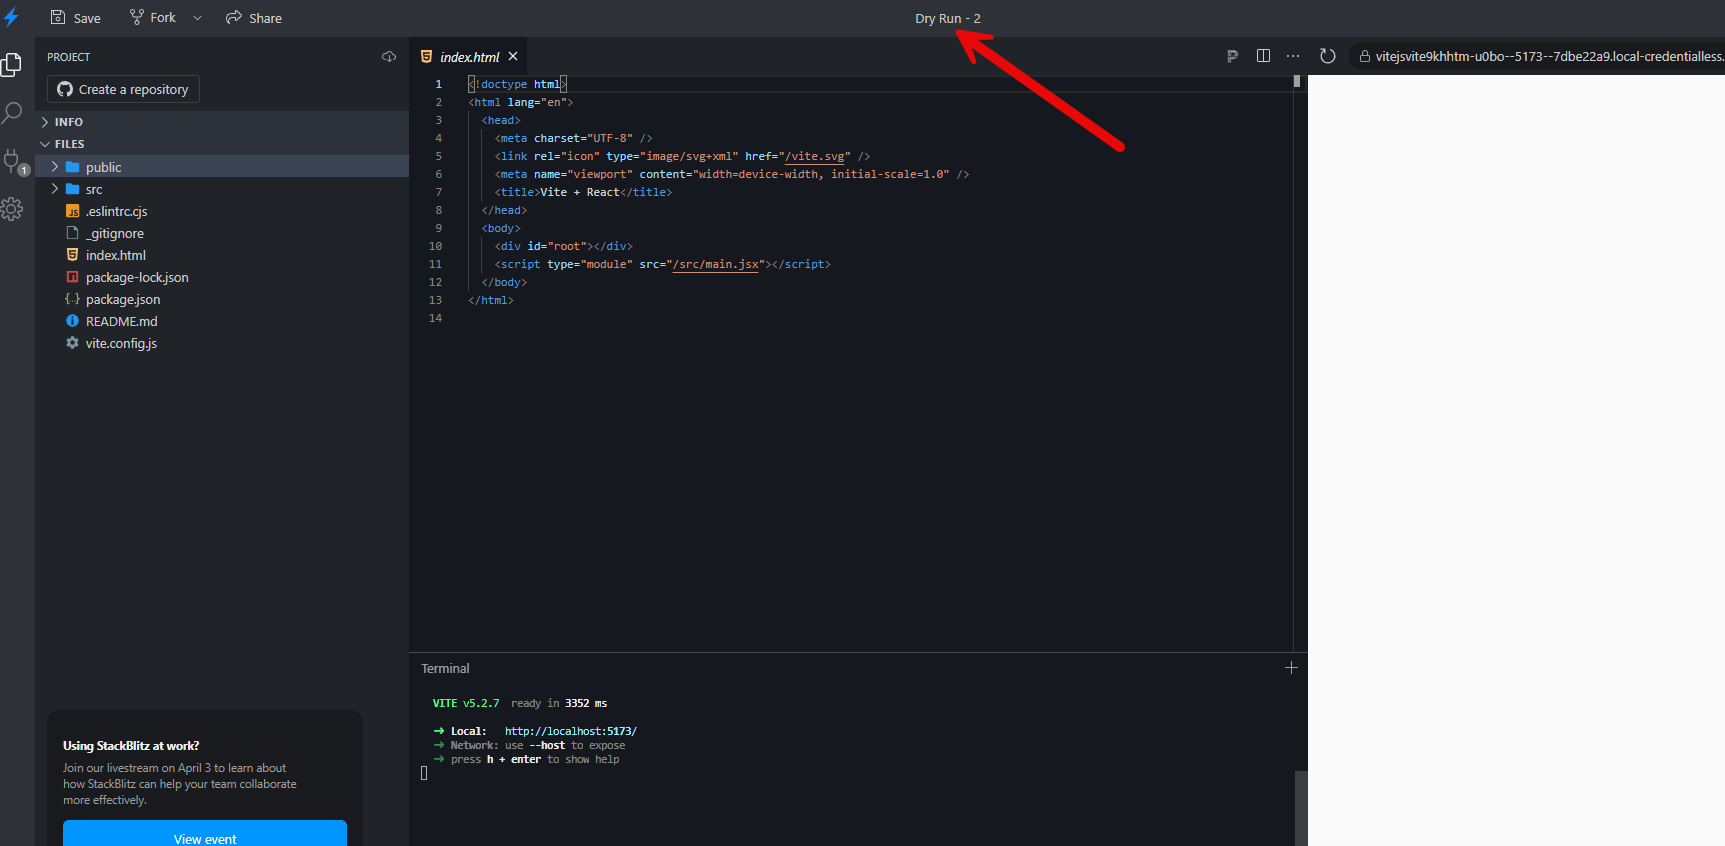 Save Fork Share
Dry Run - 2
PROJECT
Create a repository
INFO
FILES
public
src
.eslintrc.cjs
_gitignore
index.html
package-lock.json
package.json
README.md
vite.config.js
1
Using StackBlitz at work?
Join our livestream on April 3 to learn about
how StackBlitz can help your team collaborate
more effectively.
View event
index.html
vitejsvite9khhtm-u0bo--5173--7dbe22a9.local-credentialless.
1 <!doctype html>
2 <html lang="en">
3 <head>
4 <meta charset="UTF-8" />
5 <link rel="icon" type="image/svg+xml" href="/vite.svg" />
6 <meta name="viewport" content="width=device-width, initial-scale=1.0" />
7 <title>Vite + React</title>
8 </head>
9 <body>
10 <div id="root"></div>
11 <script type="module" src="/src/main.jsx"></script>
12 </body>
13 </html>
14
Terminal
VITE v5.2.7 ready in 3352 ms
➜ Local: http://localhost:5173/
➜ Network: use --host to expose
➜ press h + enter to show help